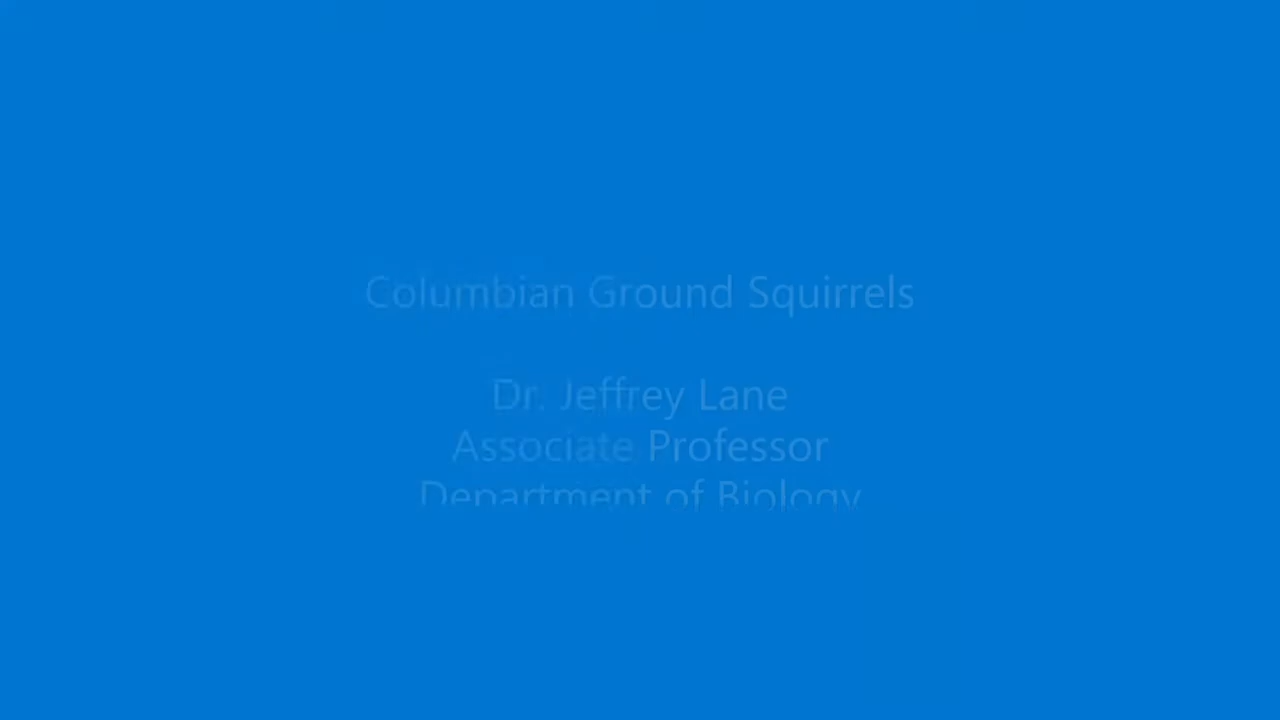 Columbian Ground Squirrels
Dr. Jeffrey Lane
Associate Professor
Department of Biology